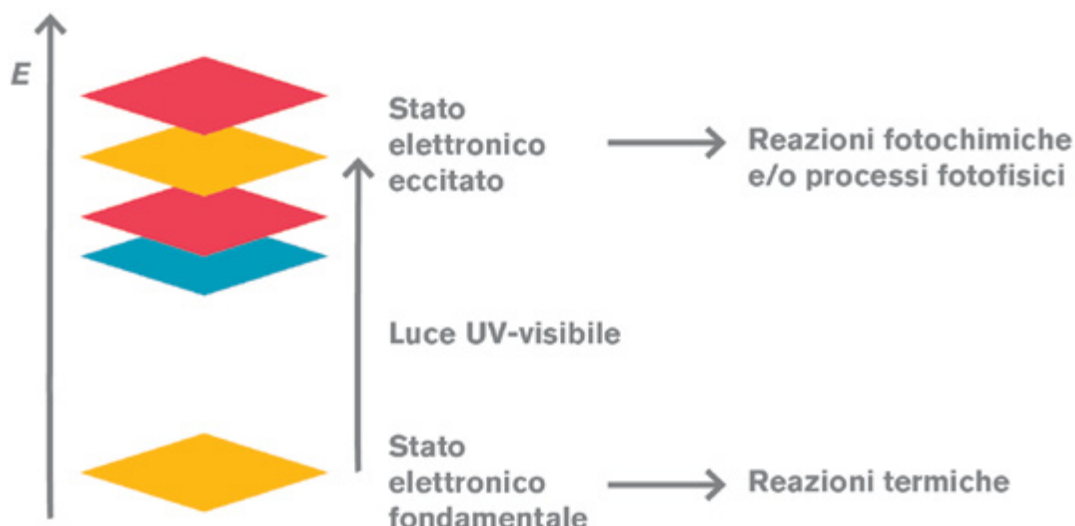 E
Stato
elettronico
eccitato
Reazioni fotochimiche
e/o processi fotofisici
Luce UV-visibile
Stato
elettronico
fondamentale
Reazioni termiche